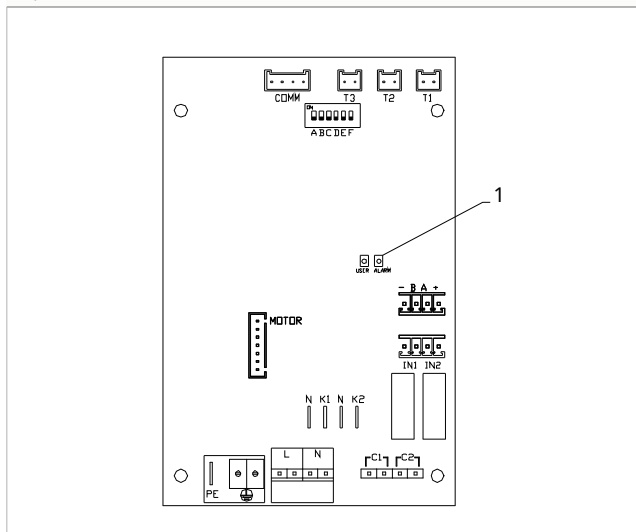 COMM T3 T2 T1
ON
ABCDEF
1
USER ALARM
- B A +
MOTOR
IN1 IN2
N K1 N K2
L N C1 C2
PE